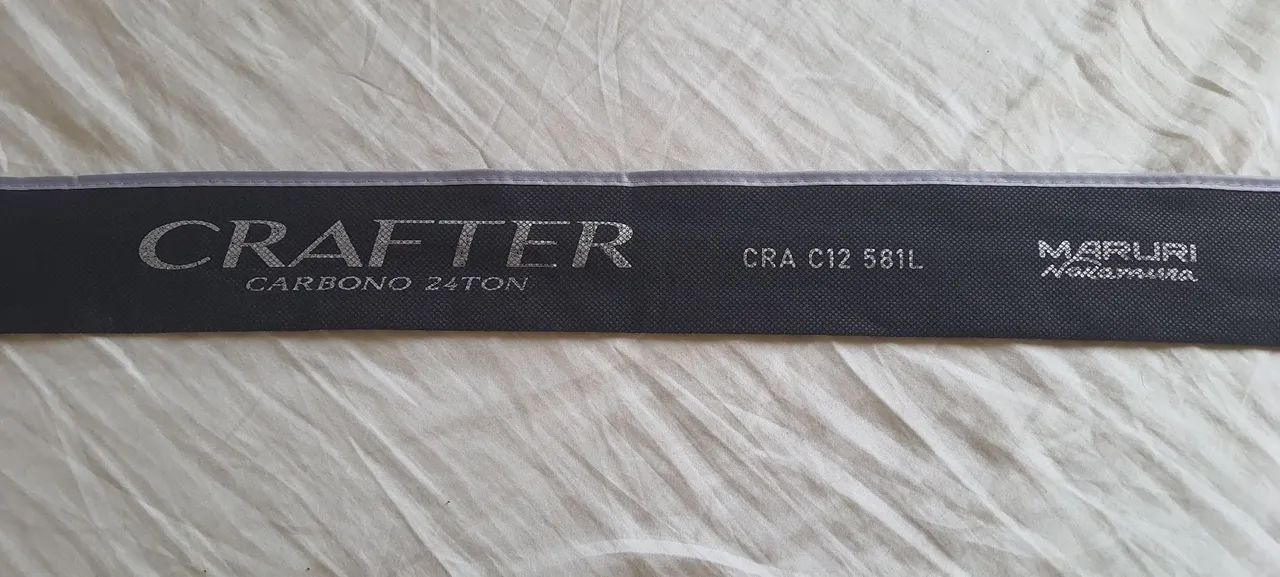 CRAFTER
CARBONO 24TON
CRA C12 581L
MARURI
Nakamura